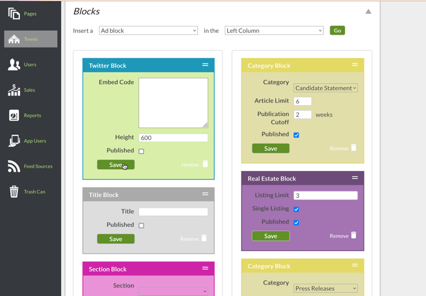 Blocks
Insert a Ad block in the Left Column Go
Pages
Users
Sales
Reports
App Users
Feed Sources
Trash Can
Twitter Block
Embed Code
Height 600
Published
Save
Remove
Title Block
Title
Published
Save
Remove
Section Block
Section
Category Block
Category Candidate Statement
Article Limit 6
Publication Cutoff 2 weeks
Published
Save Remove
Real Estate Block
Listing Limit 3
Single Listing
Published
Save Remove
Category Block
Category Press Releases